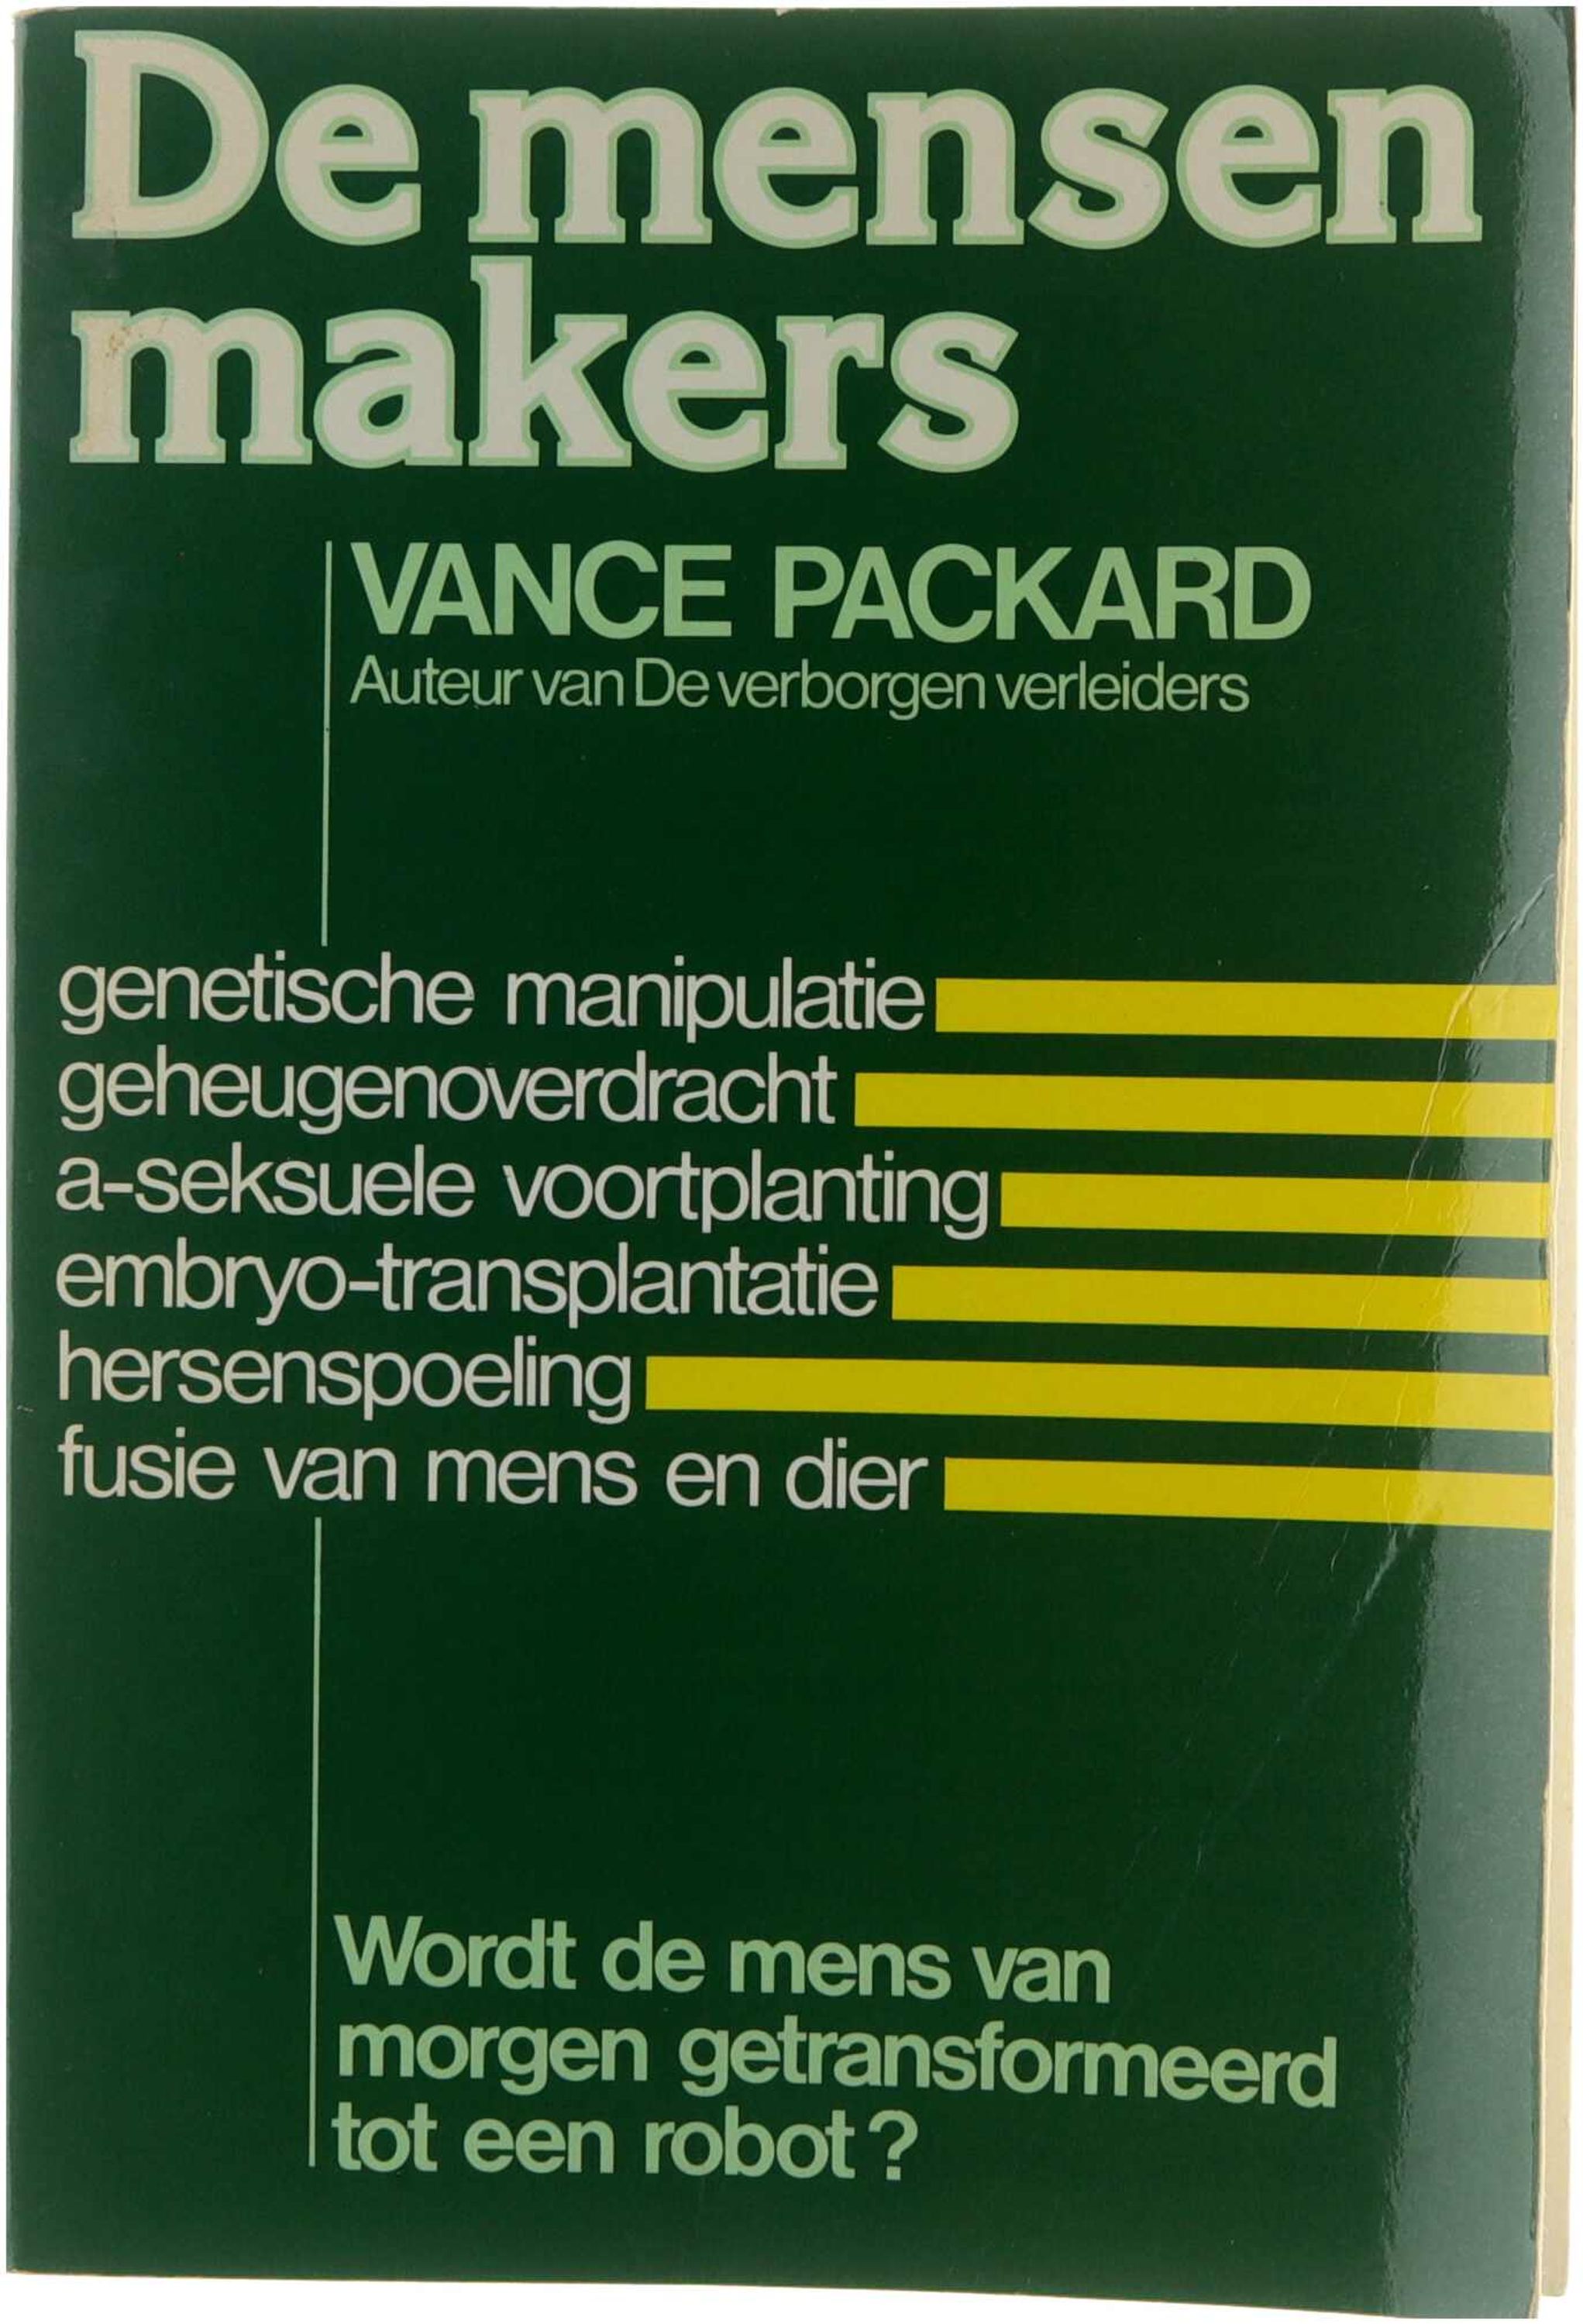 De mensen
makers
VANCE PACKARD
Auteur van De verborgen verleiders
genetische manipulatie
geheugenoverdracht
a-seksuele voortplanting
embryo-transplantatie
hersenspoeling
fusie van mens en dier
Wordt de mens van
morgen getransformeerd
tot een robot?